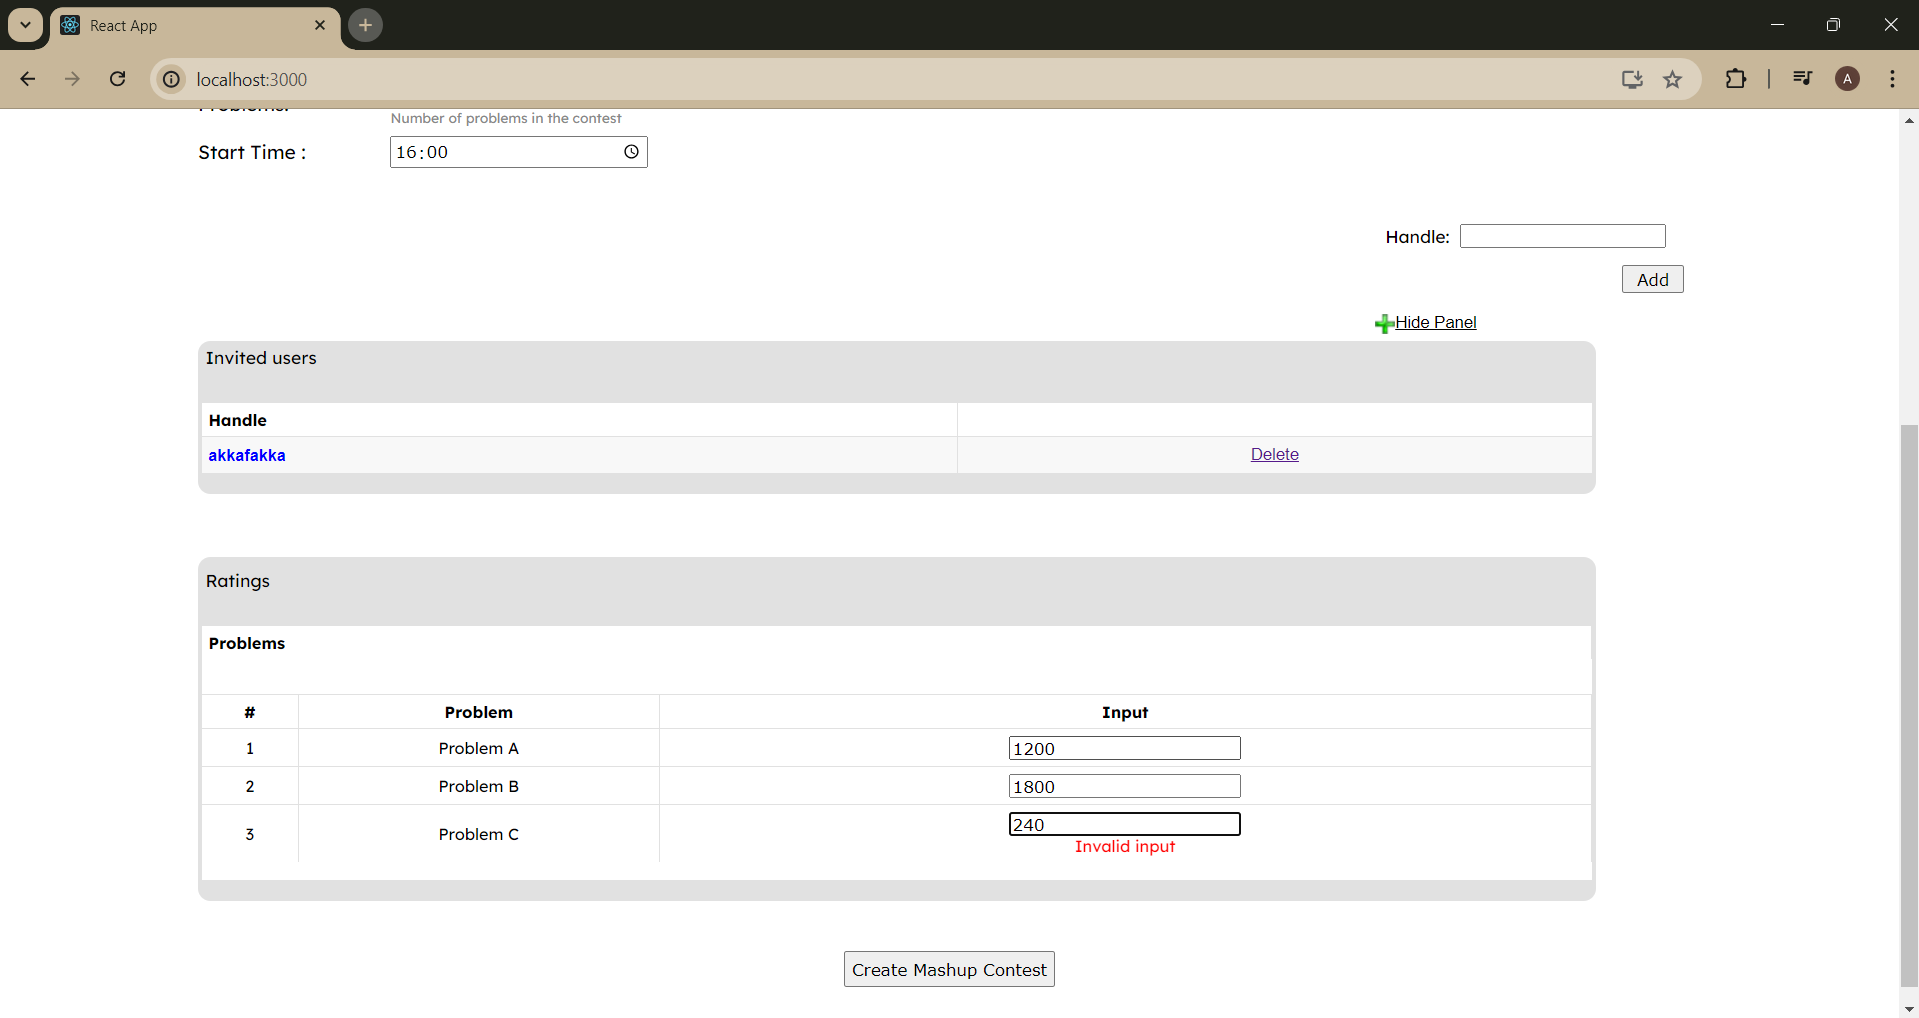 React App
localhost:3000
A
Number of problems in the contest
Start Time :
16:00
Handle:
Add
Hide Panel
Invited users
Handle
akkafakka Delete
Ratings
Problems
# Problem Input
1 Problem A 1200
2 Problem B 1800
3 Problem C 240
Invalid input
Create Mashup Contest